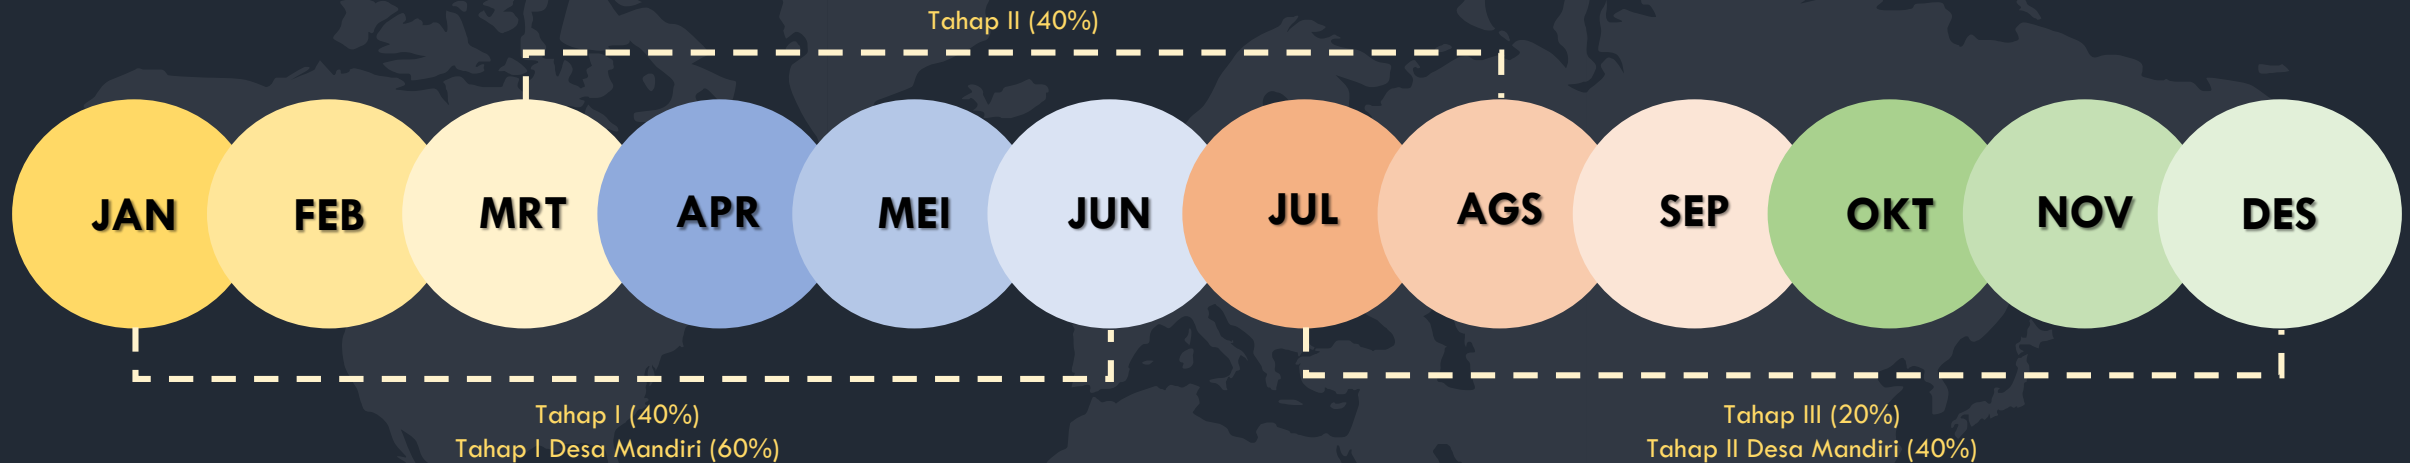 Tahap II (40%)
JAN FEB MRT APR MEI JUN JUL AGS SEP OKT NOV DES
Tahap I (40%)
Tahap I Desa Mandiri (60%)
Tahap III (20%)
Tahap II Desa Mandiri (40%)